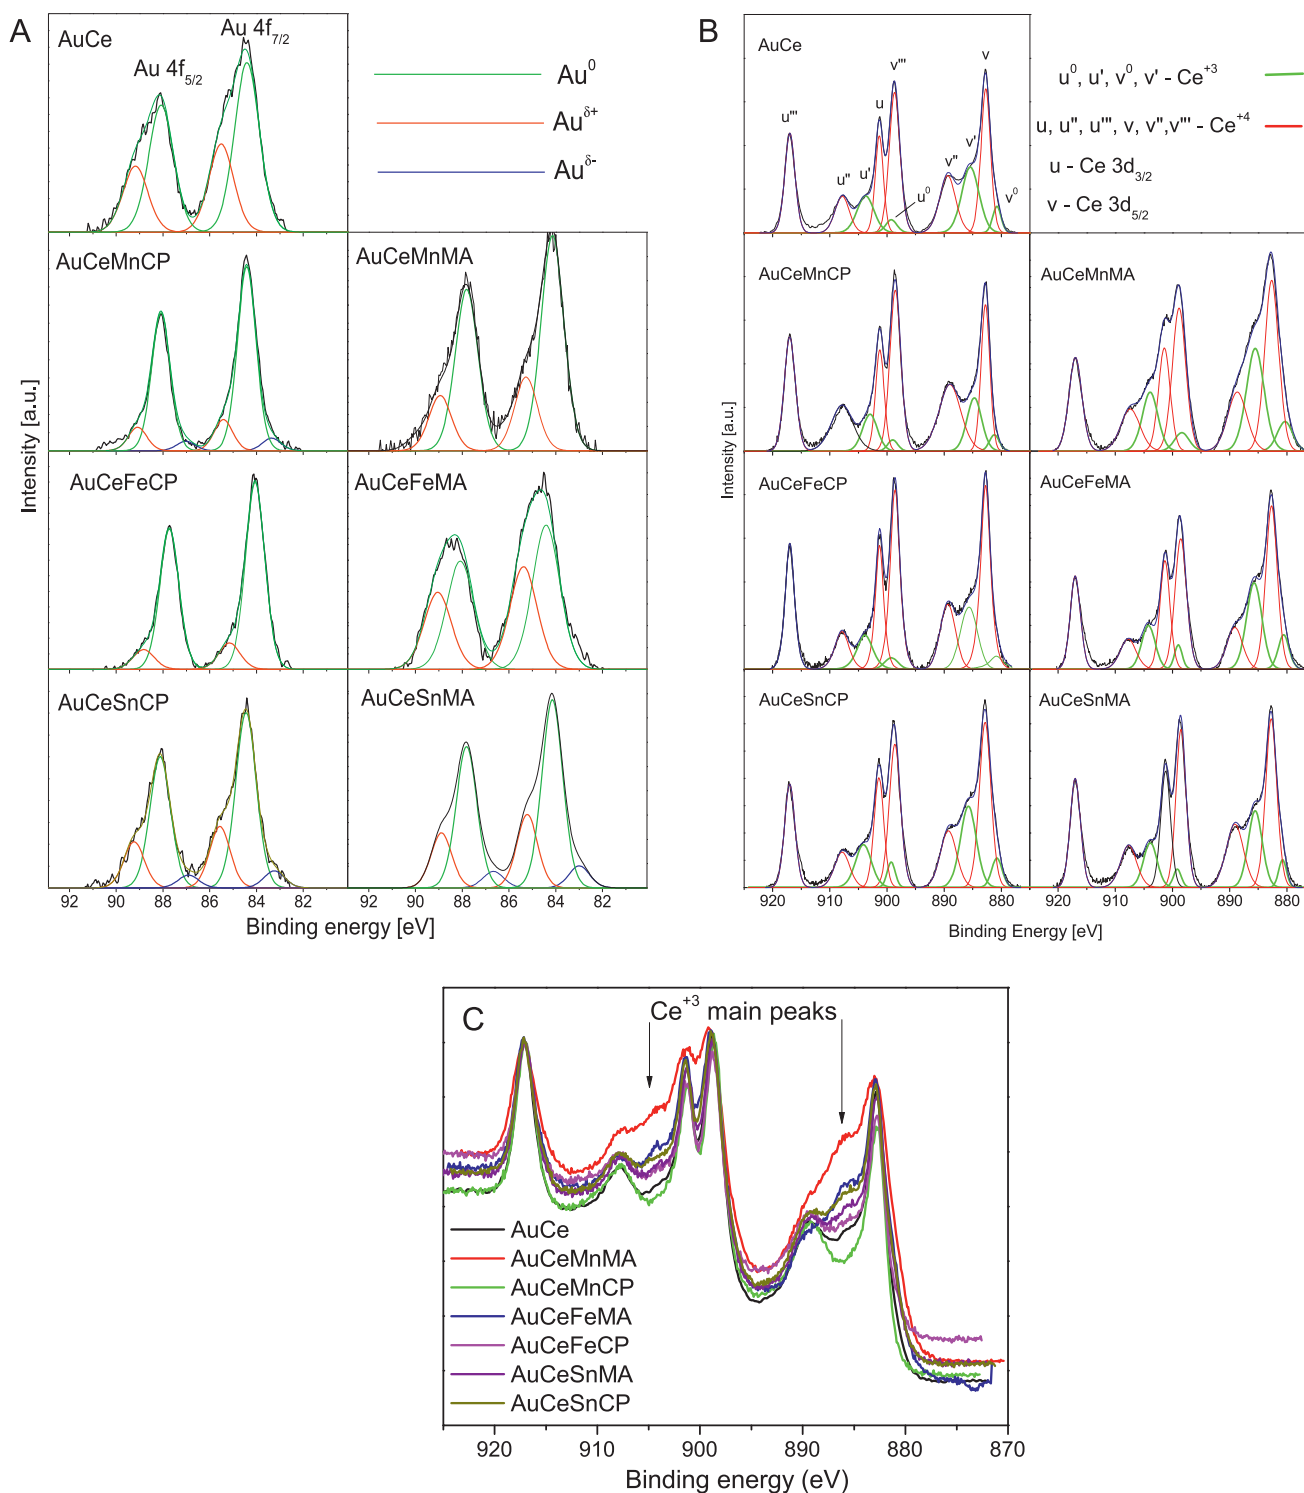 A
AuCe
Au 4f5/2
Au 4f7/2
Au0
Auδ+
Auδ-
AuCeMnCP
AuCeMnMA
AuCeFeCP
AuCeFeMA
AuCeSnCP
AuCeSnMA
Intensity [a.u.]
92 90 88 86 84 82
92 90 88 86 84 82
Binding energy [eV]
B
AuCe
u'''
u''
u'
u
v'''
u0
v''
v'
v
v0
u0, u', v0, v' - Ce+3
u, u'', u''', v, v'',v''' - Ce+4
u - Ce 3d3/2
v - Ce 3d5/2
AuCeMnCP
AuCeMnMA
AuCeFeCP
AuCeFeMA
AuCeSnCP
AuCeSnMA
Intensity [a.u.]
920 910 900 890 880
920 910 900 890 880
Binding Energy [eV]
C
Ce+3 main peaks
AuCe
AuCeMnMA
AuCeMnCP
AuCeFeMA
AuCeFeCP
AuCeSnMA
AuCeSnCP
920 910 900 890 880 870
Binding energy (eV)